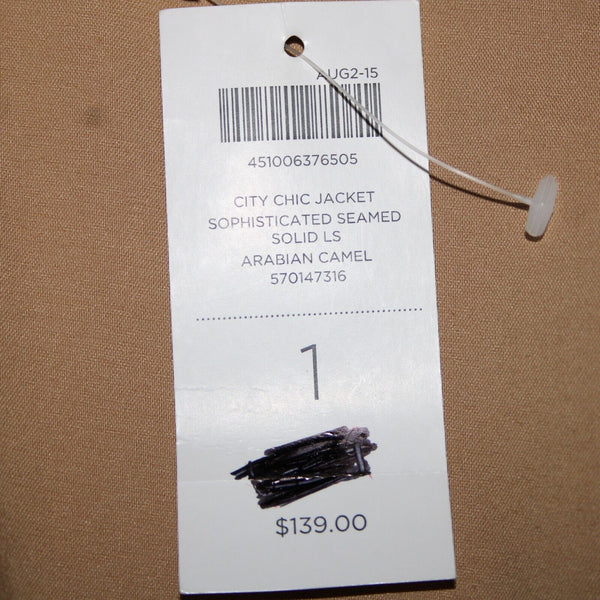 AUG2-15
451006376505
CITY CHIC JACKET
SOPHISTICATED SEAMED
SOLID LS
ARABIAN CAMEL
570147316
1
$139.00